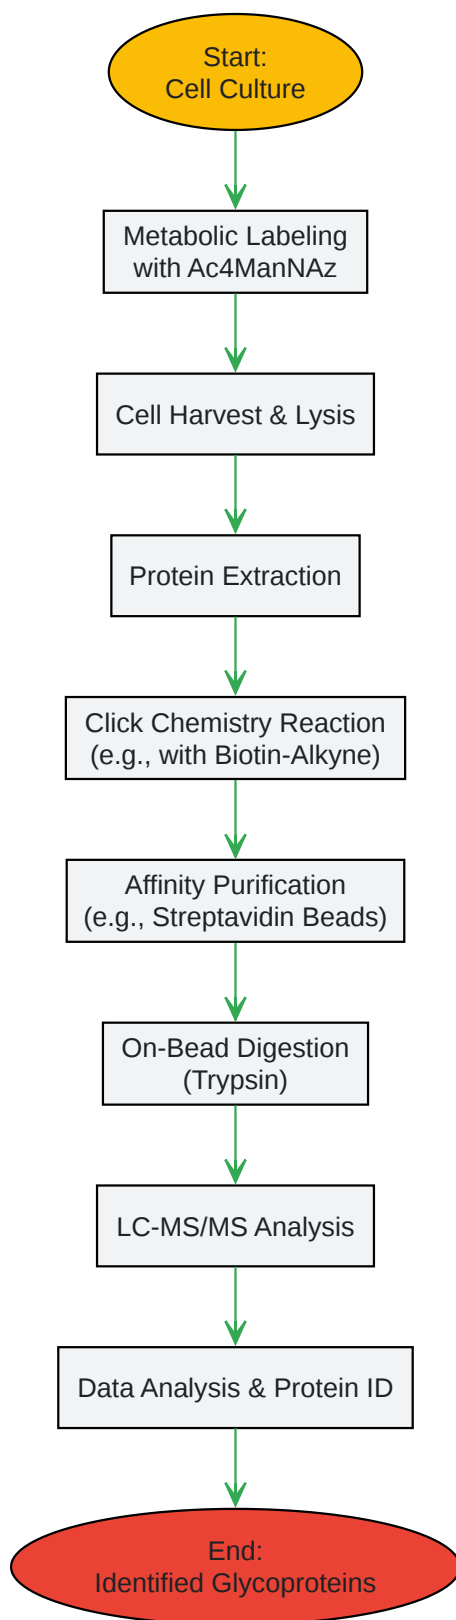 Start:
Cell Culture
Metabolic Labeling
with Ac4ManNAz
Cell Harvest & Lysis
Protein Extraction
Click Chemistry Reaction
(e.g., with Biotin-Alkyne)
Affinity Purification
(e.g., Streptavidin Beads)
On-Bead Digestion
(Trypsin)
LC-MS/MS Analysis
Data Analysis & Protein ID
End:
Identified Glycoproteins